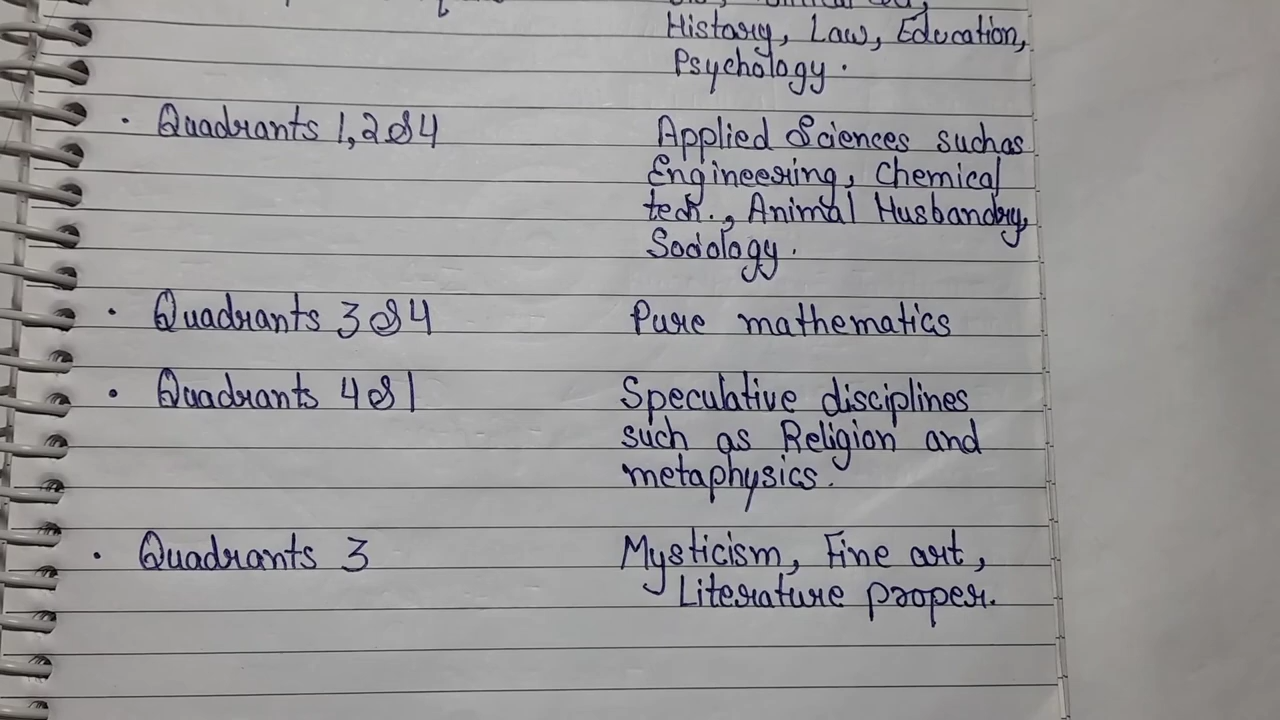 History, Law, Education,
Psychology.
• Quadrants 1, 2 & 4 Applied Sciences such as
Engineering, Chemical
tech., Animal Husbandry,
Sociology.
• Quadrants 3 & 4 Pure mathematics
• Quadrants 4 & 1 Speculative disciplines
such as Religion and
metaphysics.
• Quadrants 3 Mysticism, Fine art,
Literature proper.